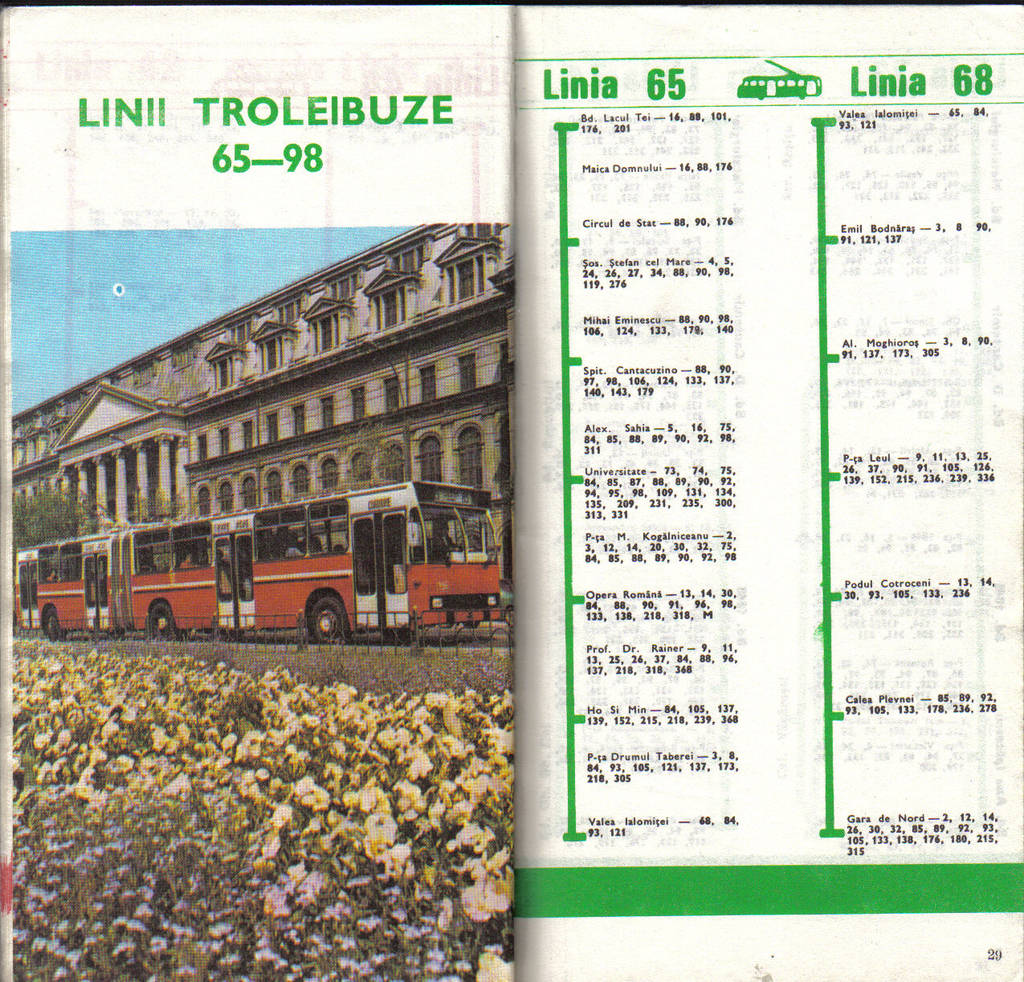 LINII TROLEIBUZE
65—98
Linia 65
Bd. Lacul Tei — 16, 88, 101,
176, 201
Maica Domnului — 16, 88, 176
Circul de Stat — 88, 90, 176
Șos. Ștefan cel Mare — 4, 5,
24, 26, 27, 34, 88, 90, 98,
119, 276
Mihai Eminescu — 88, 90, 98,
106, 124, 133, 179, 140
Spit. Cantacuzino — 88, 90,
97, 98, 106, 124, 133, 137,
140, 143, 179
Alex. Sahia — 5, 16, 75,
84, 85, 88, 89, 90, 92, 98,
311
Universitate — 73, 74, 75,
84, 85, 87, 88, 89, 90, 92,
94, 95, 98, 109, 131, 134,
135, 209, 231, 235, 300,
313, 331
P-ța M. Kogălniceanu — 2,
3, 12, 14, 20, 30, 32, 75,
84, 85, 88, 89, 90, 92, 98
Opera Română — 13, 14, 30,
84, 88, 90, 91, 96, 98,
133, 138, 218, 318, M
Prof. Dr. Rainer — 9, 11,
13, 25, 26, 37, 84, 88, 96,
137, 218, 318, 368
Ho Si Min — 84, 105, 137,
139, 152, 215, 218, 239, 368
P-ța Drumul Taberei — 3, 8,
84, 93, 105, 121, 137, 173,
218, 305
Valea Ialomiței — 68, 84,
93, 121
Linia 68
Valea Ialomiței — 65, 84,
93, 121
Emil Bodnăraș — 3, 8 90,
91, 121, 137
Al. Moghioroș — 3, 8, 90,
91, 137, 173, 305
P-ța Leul — 9, 11, 13, 25,
26, 37, 90, 91, 105, 126,
139, 152, 215, 236, 239, 336
Podul Cotroceni — 13, 14,
30, 93, 105, 133, 236
Calea Plevnei — 85, 89, 92,
93, 105, 133, 178, 236, 278
Gara de Nord — 2, 12, 14,
26, 30, 32, 85, 89, 92, 93,
105, 133, 138, 176, 180, 215,
315
29